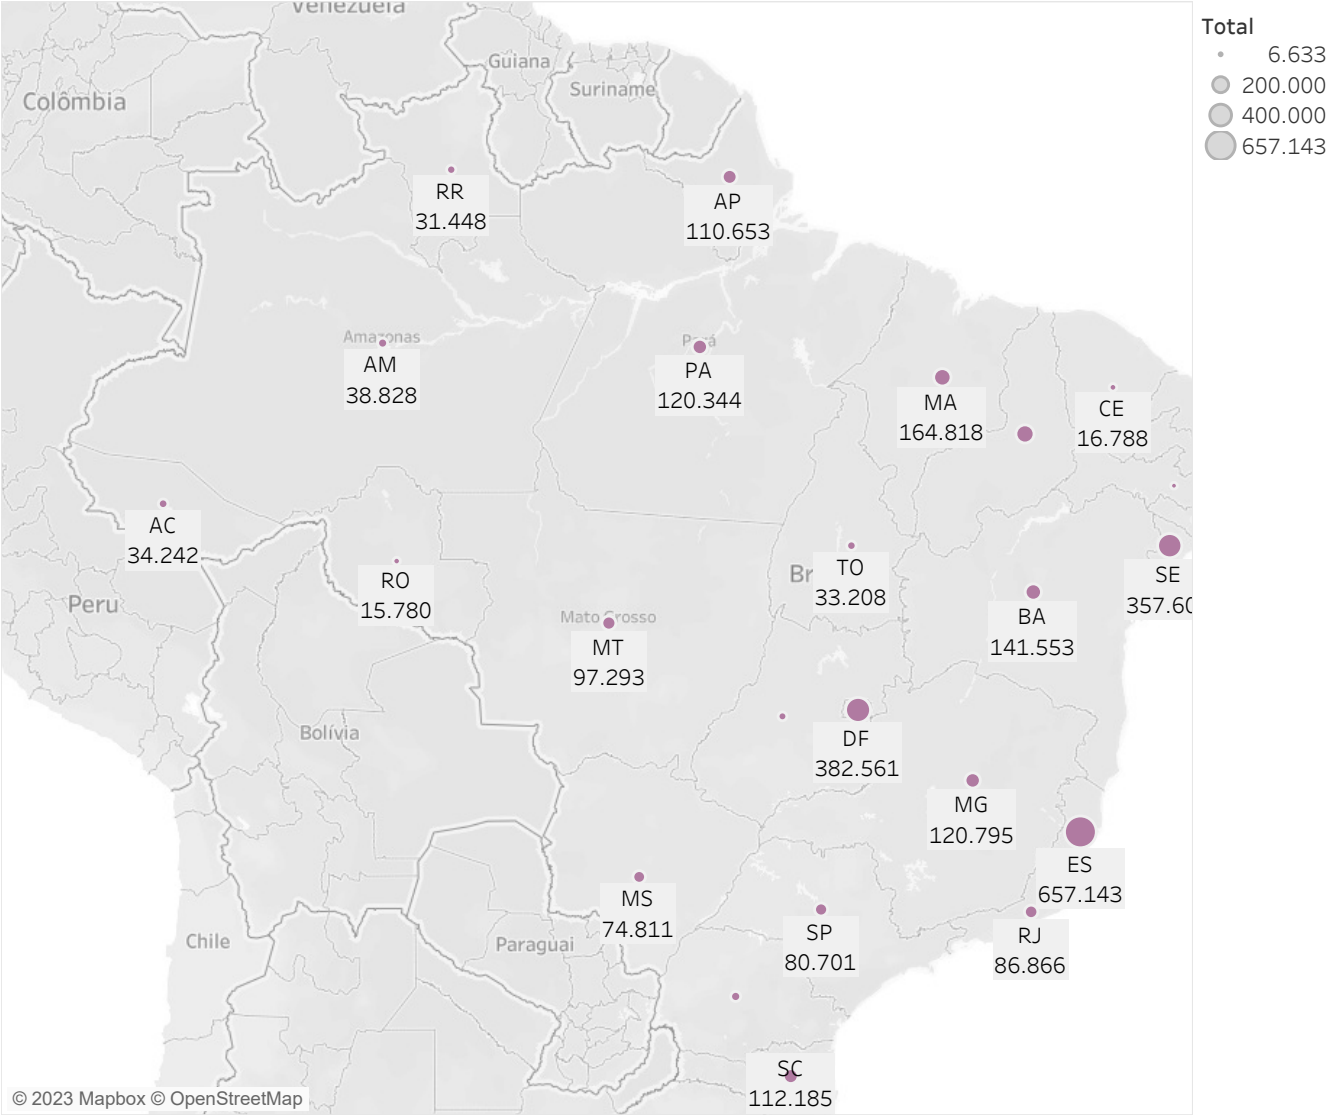 Venezuela
Total
6.633
200.000
400.000
657.143
Guiana
Suriname
Colômbia
RR
31.448
AP
110.653
Amazonas
AM
38.828
Pará
PA
120.344
MA
164.818
CE
16.788
AC
34.242
RO
15.780
Peru
Br
TO
33.208
SE
357.60
BA
141.553
Mato Grosso
MT
97.293
Bolívia
DF
382.561
MG
120.795
ES
657.143
MS
74.811
SP
80.701
RJ
86.866
Chile
Paraguai
SC
112.185
© 2023 Mapbox © OpenStreetMap